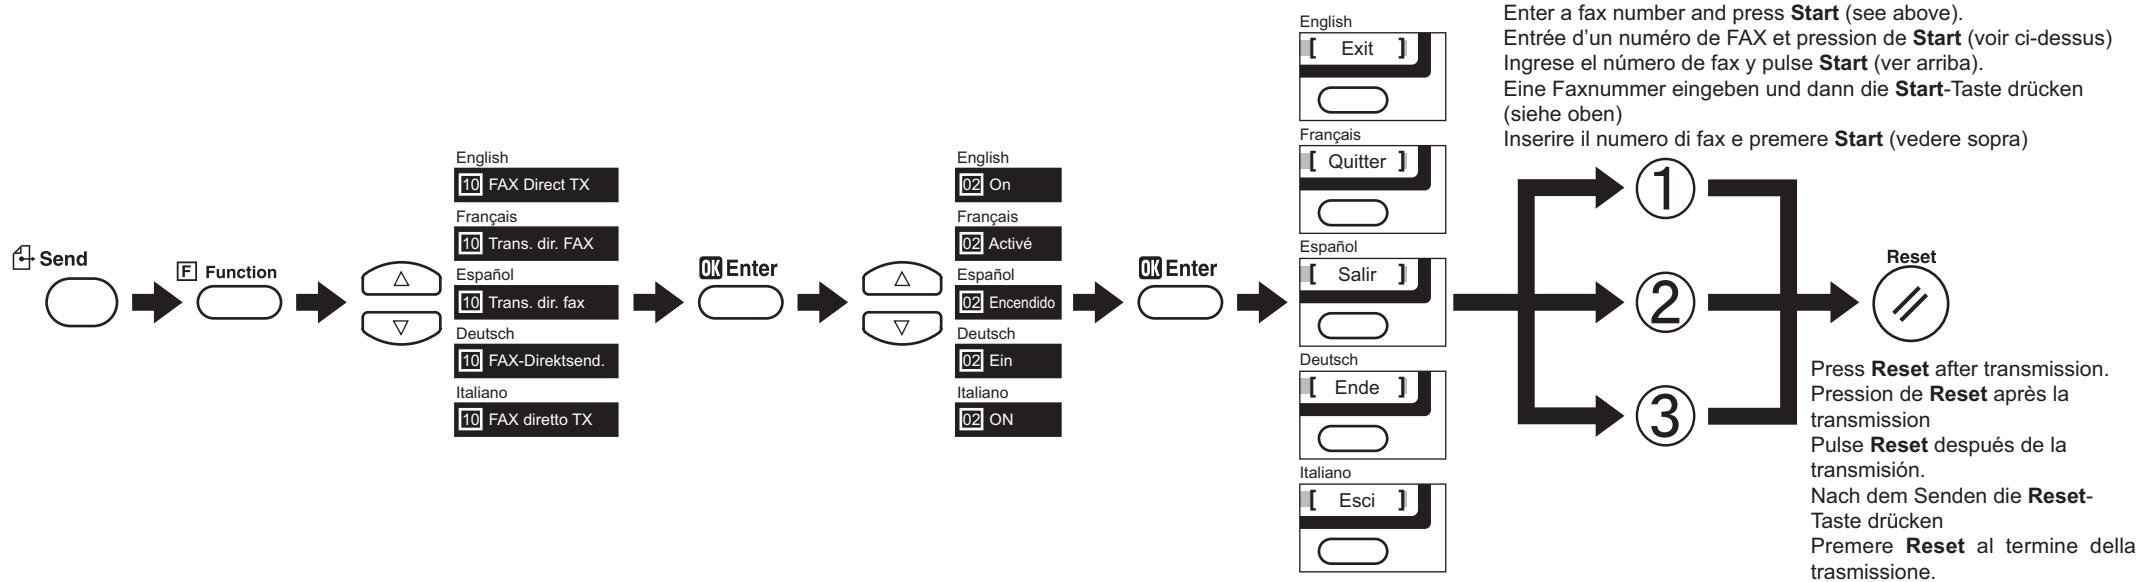 Send
F Function
English
10 FAX Direct TX
Français
10 Trans. dir. FAX
Español
10 Trans. dir. fax
Deutsch
10 FAX-Direktsend.
Italiano
10 FAX diretto TX
OK Enter
English
02 On
Français
02 Activé
Español
02 Encendido
Deutsch
02 Ein
Italiano
02 ON
OK Enter
English
[ Exit ]
Français
[ Quitter ]
Español
[ Salir ]
Deutsch
[ Ende ]
Italiano
[ Esci ]
Enter a fax number and press Start (see above).
Entrée d'un numéro de FAX et pression de Start (voir ci-dessus)
Ingrese el número de fax y pulse Start (ver arriba).
Eine Faxnummer eingeben und dann die Start-Taste drücken
(siehe oben)
Inserire il numero di fax e premere Start (vedere sopra)
1
2
3
Reset
Press Reset after transmission.
Pression de Reset après la
transmission
Pulse Reset después de la
transmisión.
Nach dem Senden die Reset-
Taste drücken
Premere Reset al termine della
trasmissione.